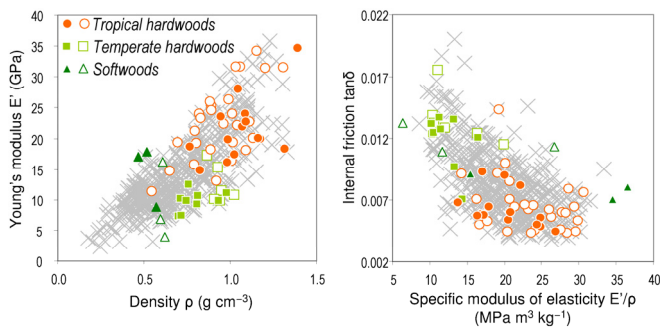 40
35
30
25
20
15
10
5
0
Young's modulus E' (GPa)
Tropical hardwoods
Temperate hardwoods
Softwoods
0.0 0.5 1.0 1.5
Density ρ (g cm⁻³)
0.022
0.017
0.012
0.007
0.002
Internal friction tanδ
5 10 15 20 25 30 35 40
Specific modulus of elasticity E'/ρ
(MPa m³ kg⁻¹)